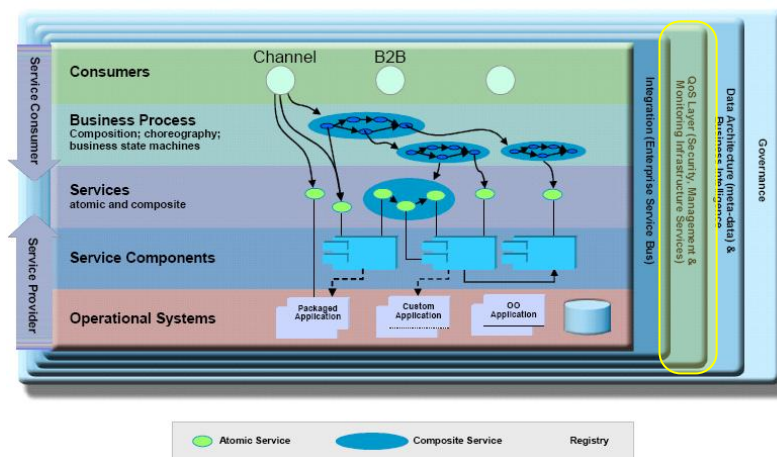 Channel
B2B
Consumers
Business Process
Composition; choreography;
business state machines
Services
atomic and composite
Service Components
Operational Systems
Packaged
Application
Custom
Application
OO
Application
Service Consumer
Service Provider
Integration (Enterprise Service Bus)
QoS Layer (Security, Management &
Monitoring Infrastructure Services)
Data Architecture (meta-data) &
Business Intelligence
Governance
Atomic Service
Composite Service
Registry